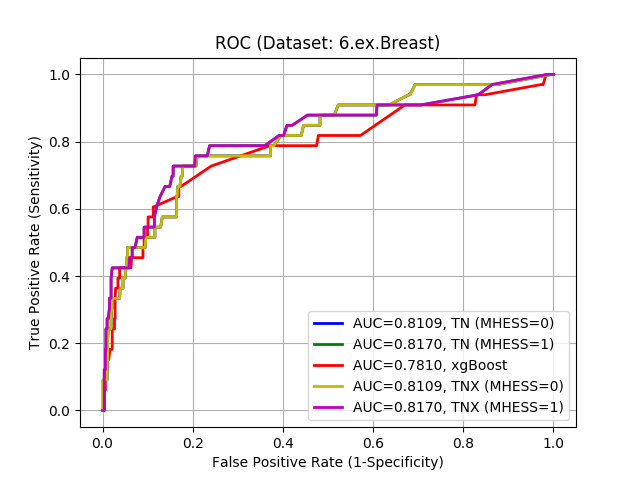 ROC (Dataset: 6.ex.Breast)
1.0
0.8
0.6
0.4
0.2
0.0
True Positive Rate (Sensitivity)
AUC=0.8109, TN (MHESS=0)
AUC=0.8170, TN (MHESS=1)
AUC=0.7810, xgBoost
AUC=0.8109, TNX (MHESS=0)
AUC=0.8170, TNX (MHESS=1)
0.0 0.2 0.4 0.6 0.8 1.0
False Positive Rate (1-Specificity)